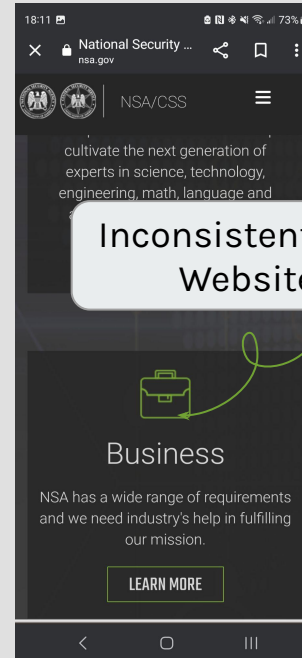 18:11
73%
National Security ...
nsa.gov
NSA/CSS
cultivate the next generation of
experts in science, technology,
engineering, math, language and
Inconsistent
Website
Business
NSA has a wide range of requirements
and we need industry's help in fulfilling
our mission.
LEARN MORE